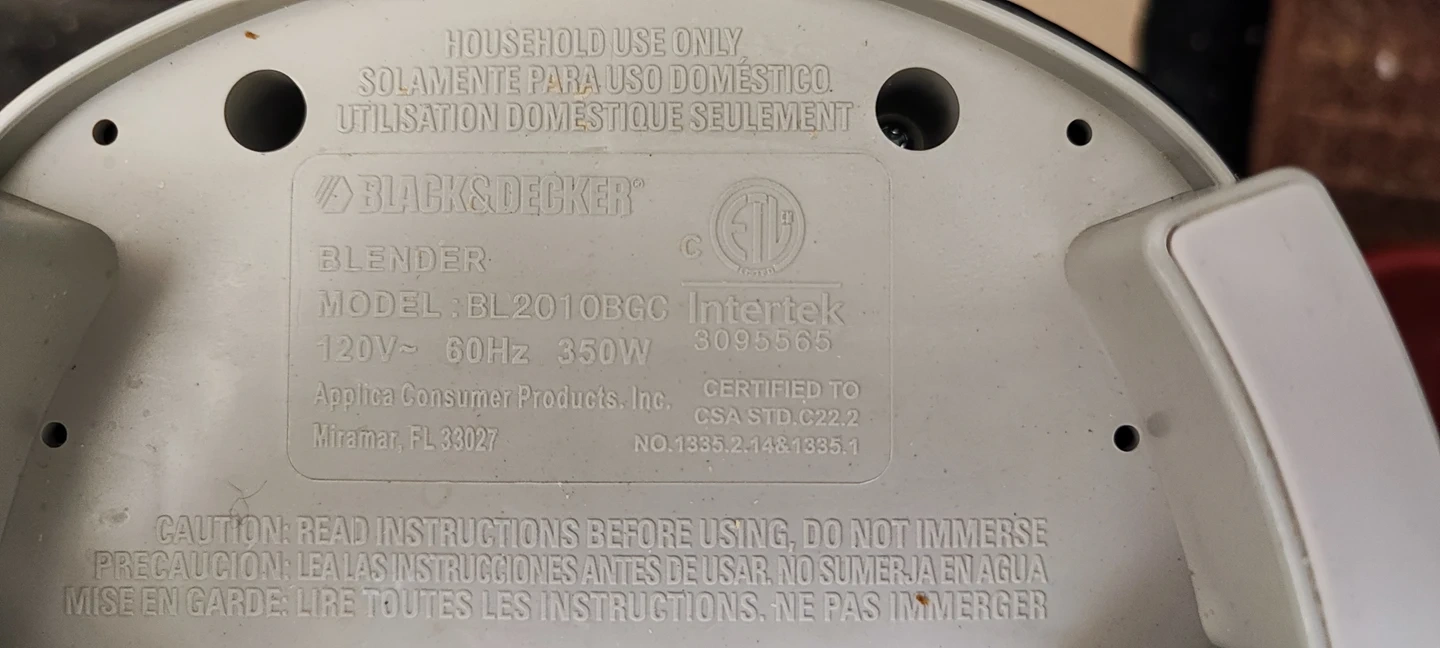 HOUSEHOLD USE ONLY
SOLAMENTE PARA USO DOMÉSTICO.
UTILISATION DOMESTIQUE SEULEMENT
BLACK&DECKER®
BLENDER
MODEL : BL2010BGC
120V~ 60Hz 350W
Applica Consumer Products, Inc.
Miramar, FL 33027
ETL
C
LISTED
Intertek
3095565
CERTIFIED TO
CSA STD.C22.2
NO.1335.2.14&1335.1
CAUTION: READ INSTRUCTIONS BEFORE USING, DO NOT IMMERSE
PRECAUCIÓN: LEA LAS INSTRUCCIONES ANTES DE USAR. NO SUMERJA EN AGUA
MISE EN GARDE: LIRE TOUTES LES INSTRUCTIONS. NE PAS IMMERGER